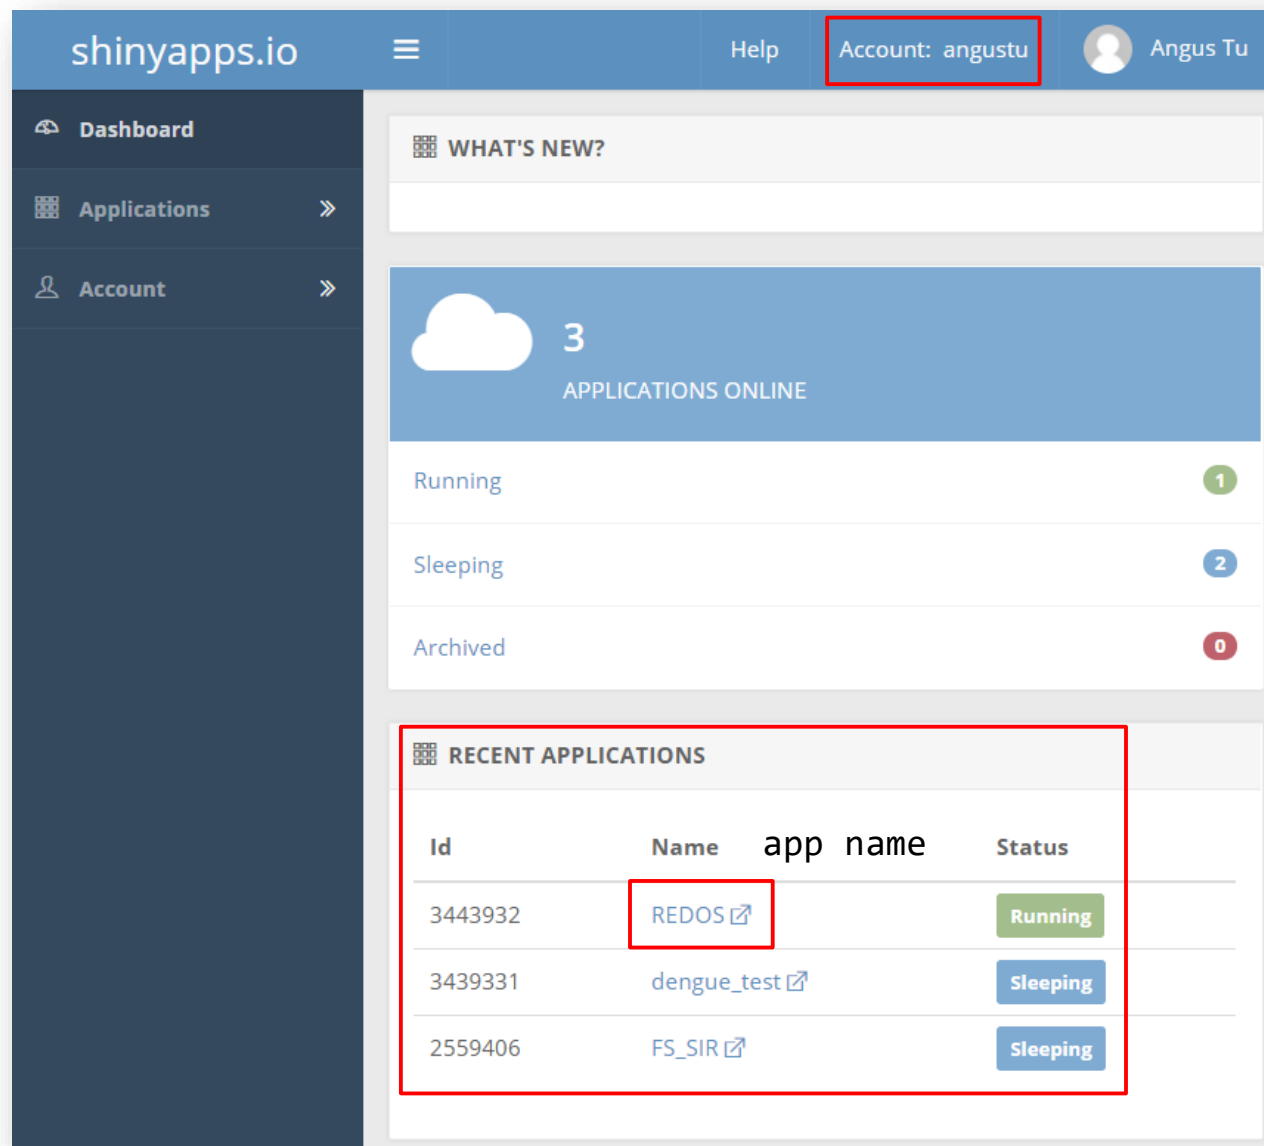 shinyapps.io Help Account: angustu Angus Tu
Dashboard
Applications
Account
WHAT'S NEW?
3
APPLICATIONS ONLINE
Running 1
Sleeping 2
Archived 0
RECENT APPLICATIONS
Id Name app name Status
3443932 REDOS Running
3439331 dengue_test Sleeping
2559406 FS_SIR Sleeping